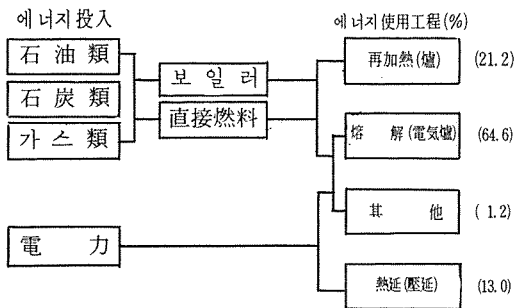 에너지投入
에너지使用工程(%)
石油類
石炭類
가스類
電力
보일러
直接燃料
再加熱(爐) (21.2)
熔解(電氣爐) (64.6)
其他 (1.2)
熱延(壓延) (13.0)